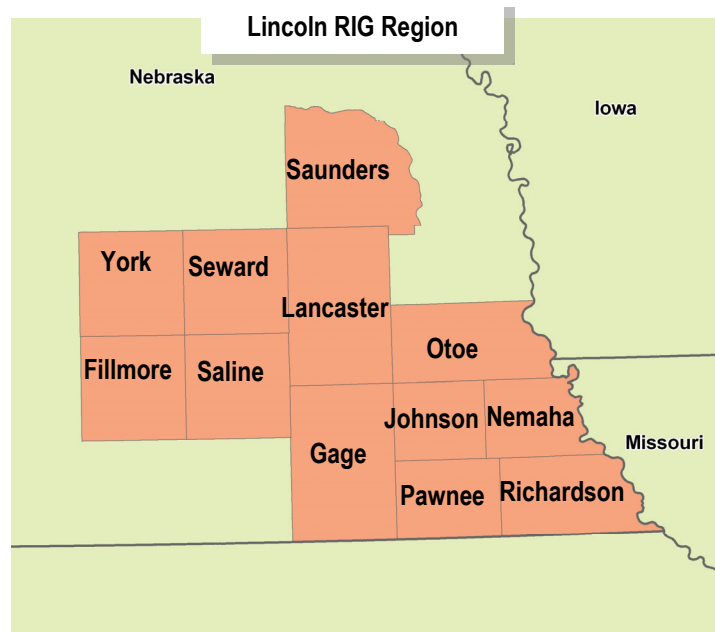 Lincoln RIG Region
Nebraska
Iowa
Saunders
York
Seward
Lancaster
Otoe
Fillmore
Saline
Johnson
Nemaha
Missouri
Gage
Pawnee
Richardson